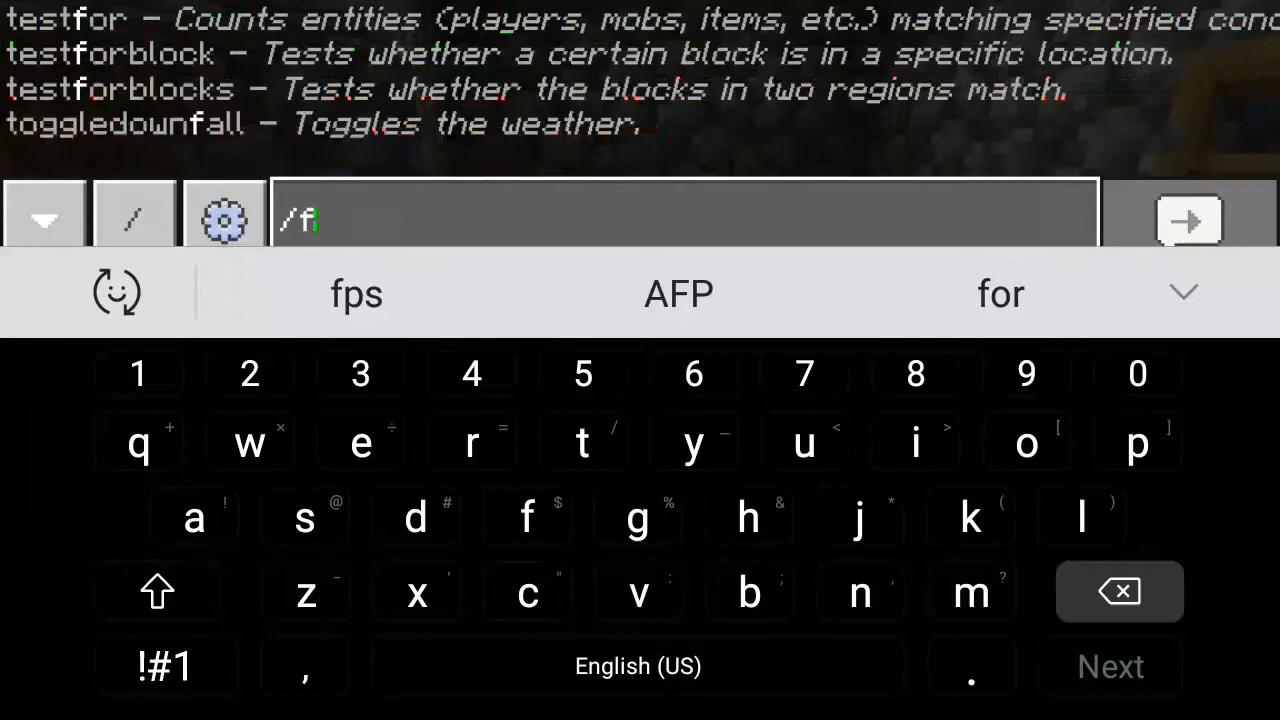 testfor – Counts entities (players, mobs, items, etc.) matching specified conc
testforblock – Tests whether a certain block is in a specific location.
testforblocks – Tests whether the blocks in two regions match.
toggledownfall – Toggles the weather.
/ /f
fps AFP for
1 2 3 4 5 6 7 8 9 0
q + w × e ÷ r = t / y _ u < i > o [ p ]
a ! s @ d # f $ g % h & j * k ( l )
z - x ' c " v : b ; n , m ?
!#1 , English (US) . Next